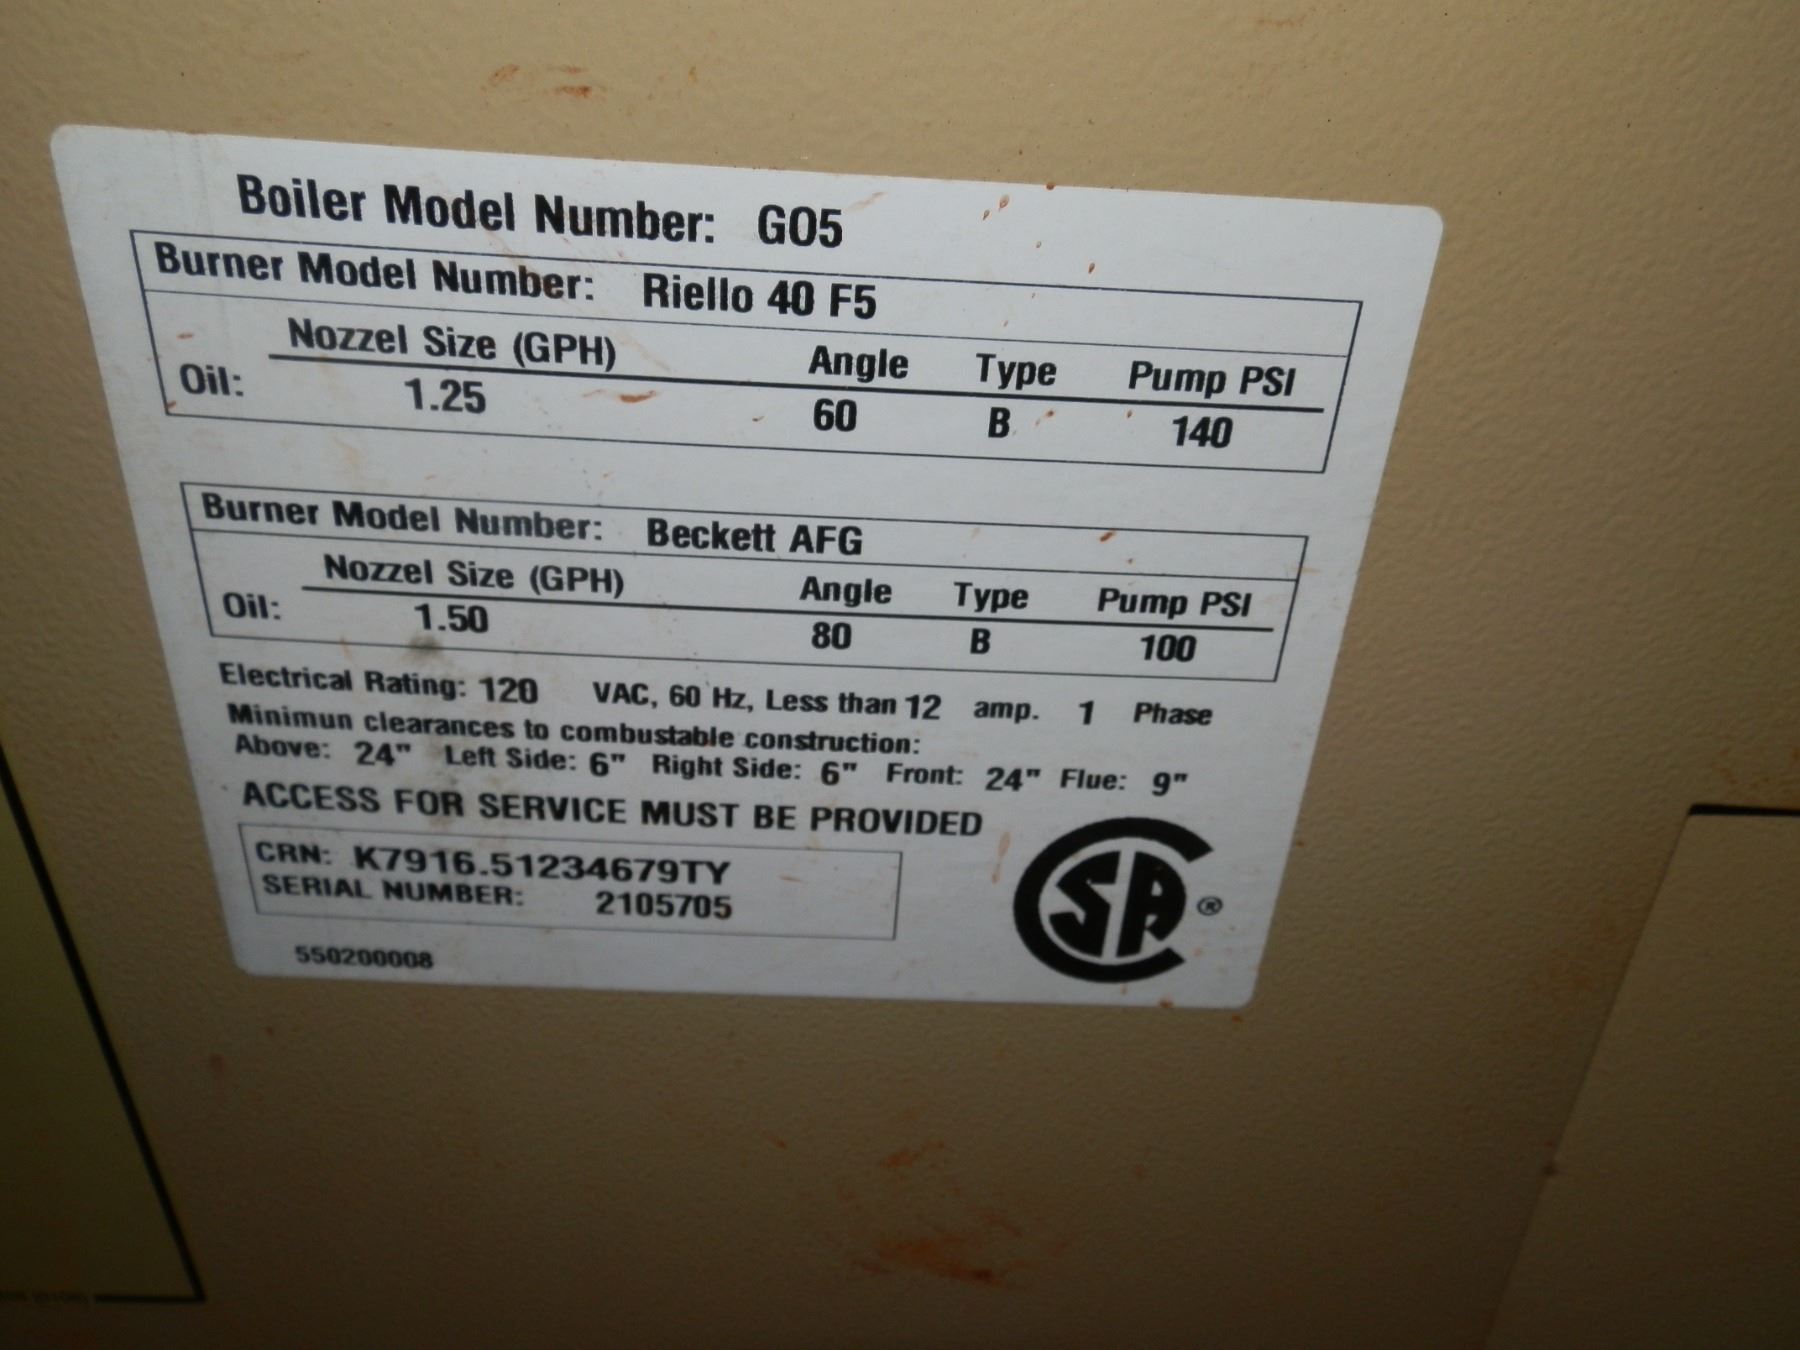 Boiler Model Number: GO5
Burner Model Number: Riello 40 F5
Nozzel Size (GPH) Angle Type Pump PSI
Oil: 1.25 60 B 140
Burner Model Number: Beckett AFG
Nozzel Size (GPH) Angle Type Pump PSI
Oil: 1.50 80 B 100
Electrical Rating: 120 VAC, 60 Hz, Less than 12 amp. 1 Phase
Minimun clearances to combustable construction:
Above: 24" Left Side: 6" Right Side: 6" Front: 24" Flue: 9"
ACCESS FOR SERVICE MUST BE PROVIDED
CRN: K7916.51234679TY
SERIAL NUMBER: 2105705
550200008
CSA ®